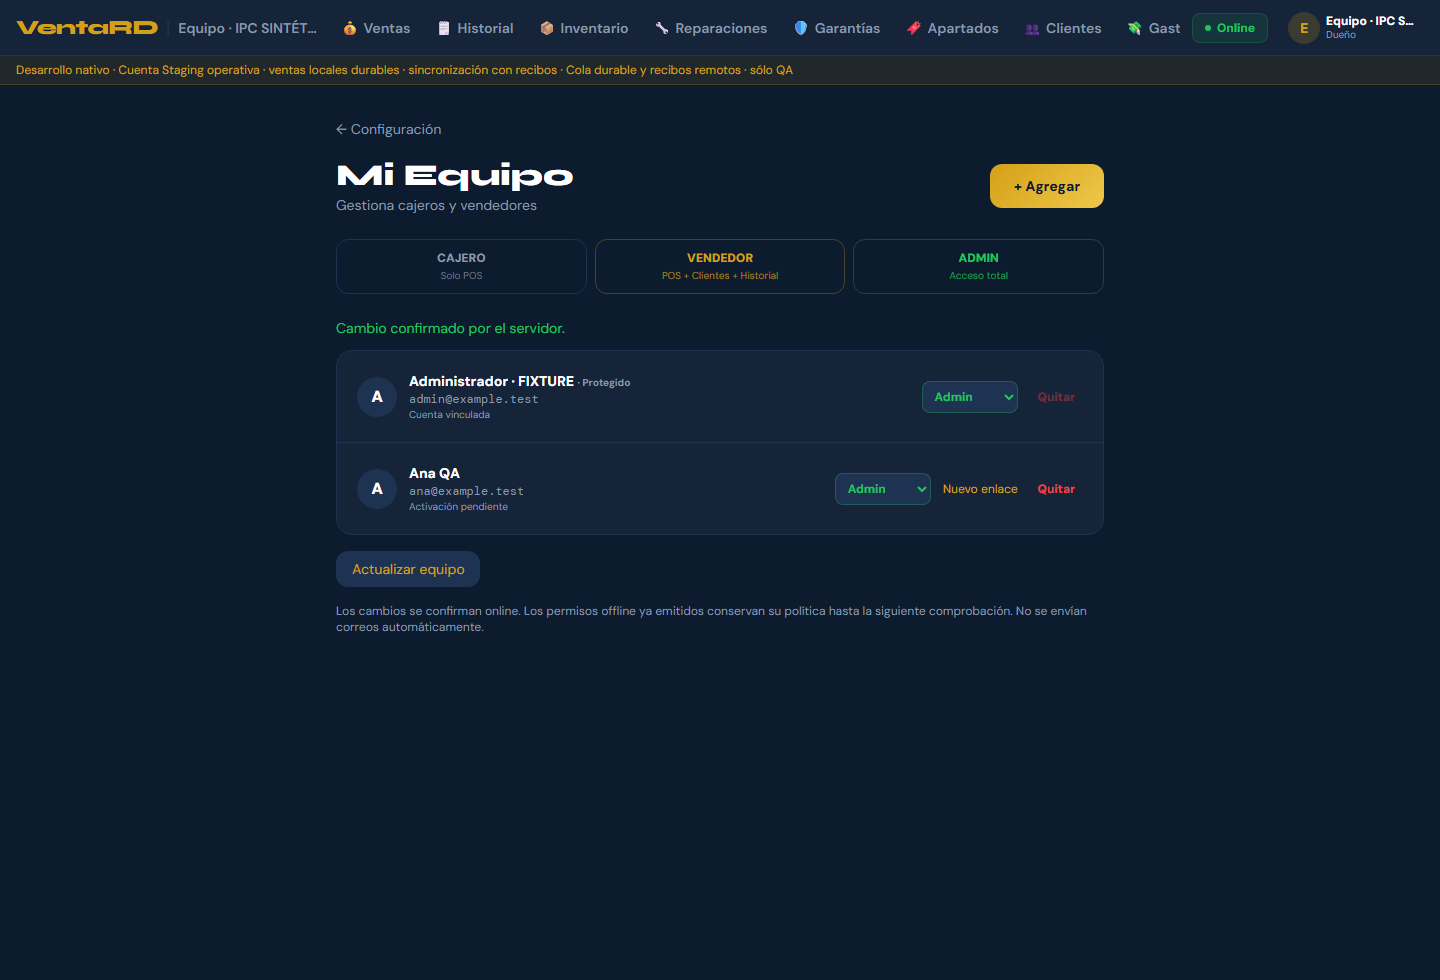 VentaRD
Equipo · IPC SINTÉT...
Ventas
Historial
Inventario
Reparaciones
Garantías
Apartados
Clientes
Gast
Online
E
Equipo · IPC S...
Dueño
Desarrollo nativo · Cuenta Staging operativa · ventas locales durables · sincronización con recibos · Cola durable y recibos remotos · sólo QA
← Configuración
Mi Equipo
Gestiona cajeros y vendedores
+ Agregar
CAJERO
Solo POS
VENDEDOR
POS + Clientes + Historial
ADMIN
Acceso total
Cambio confirmado por el servidor.
A
Administrador · FIXTURE · Protegido
admin@example.test
Cuenta vinculada
Admin
Quitar
A
Ana QA
ana@example.test
Activación pendiente
Admin
Nuevo enlace
Quitar
Actualizar equipo
Los cambios se confirman online. Los permisos offline ya emitidos conservan su política hasta la siguiente comprobación. No se envían
correos automáticamente.